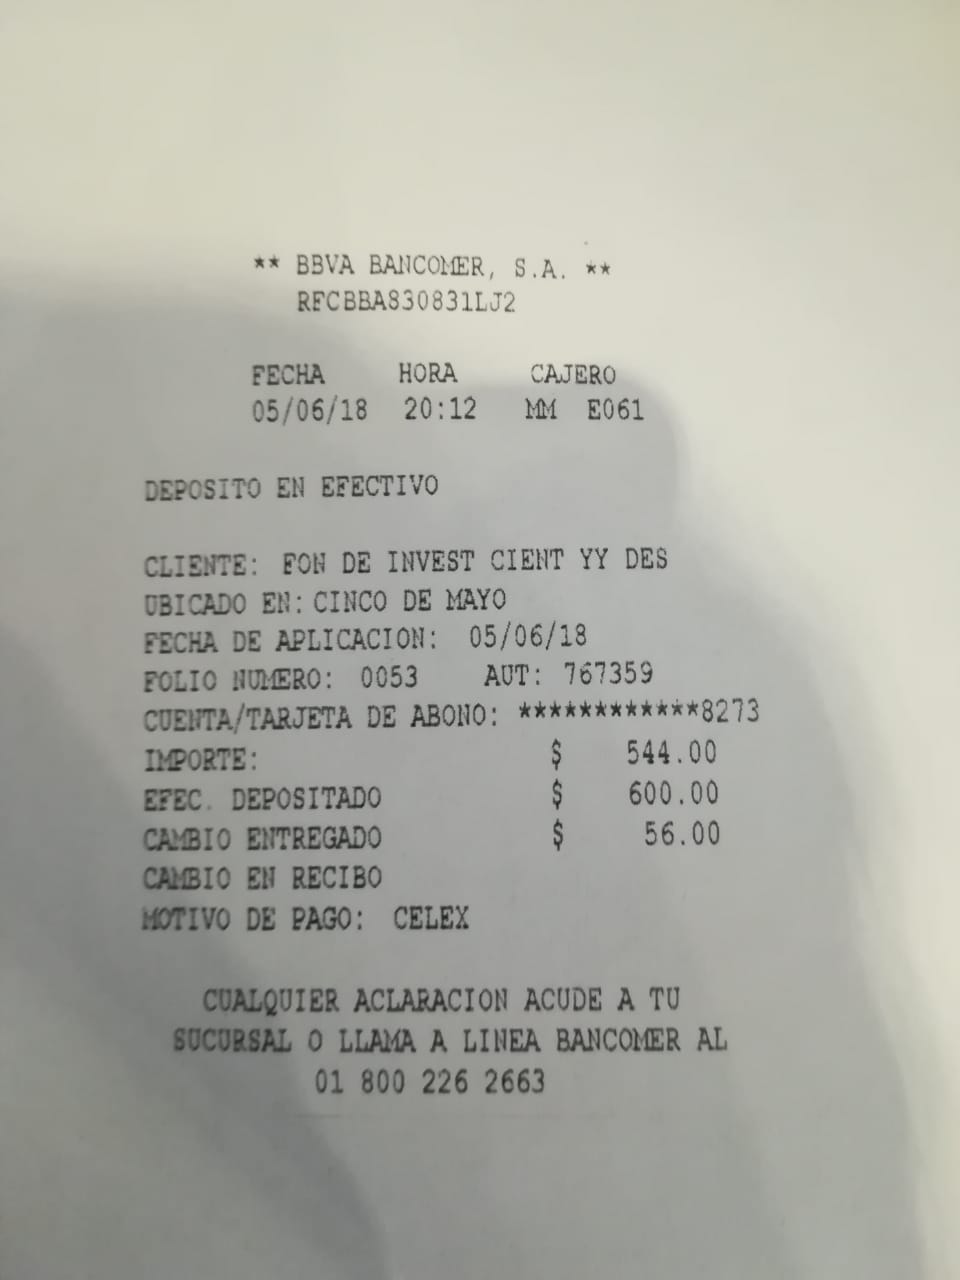 ** BBVA BANCOMER, S.A. **
RFCBBA830831LJ2
FECHA HORA CAJERO
05/06/18 20:12 MM E061
DEPOSITO EN EFECTIVO
CLIENTE: FON DE INVEST CIENT YY DES
UBICADO EN: CINCO DE MAYO
FECHA DE APLICACION: 05/06/18
FOLIO NUMERO: 0053 AUT: 767359
CUENTA/TARJETA DE ABONO: ************8273
IMPORTE: $ 544.00
EFEC. DEPOSITADO $ 600.00
CAMBIO ENTREGADO $ 56.00
CAMBIO EN RECIBO
MOTIVO DE PAGO: CELEX
CUALQUIER ACLARACION ACUDE A TU
SUCURSAL O LLAMA A LINEA BANCOMER AL
01 800 226 2663